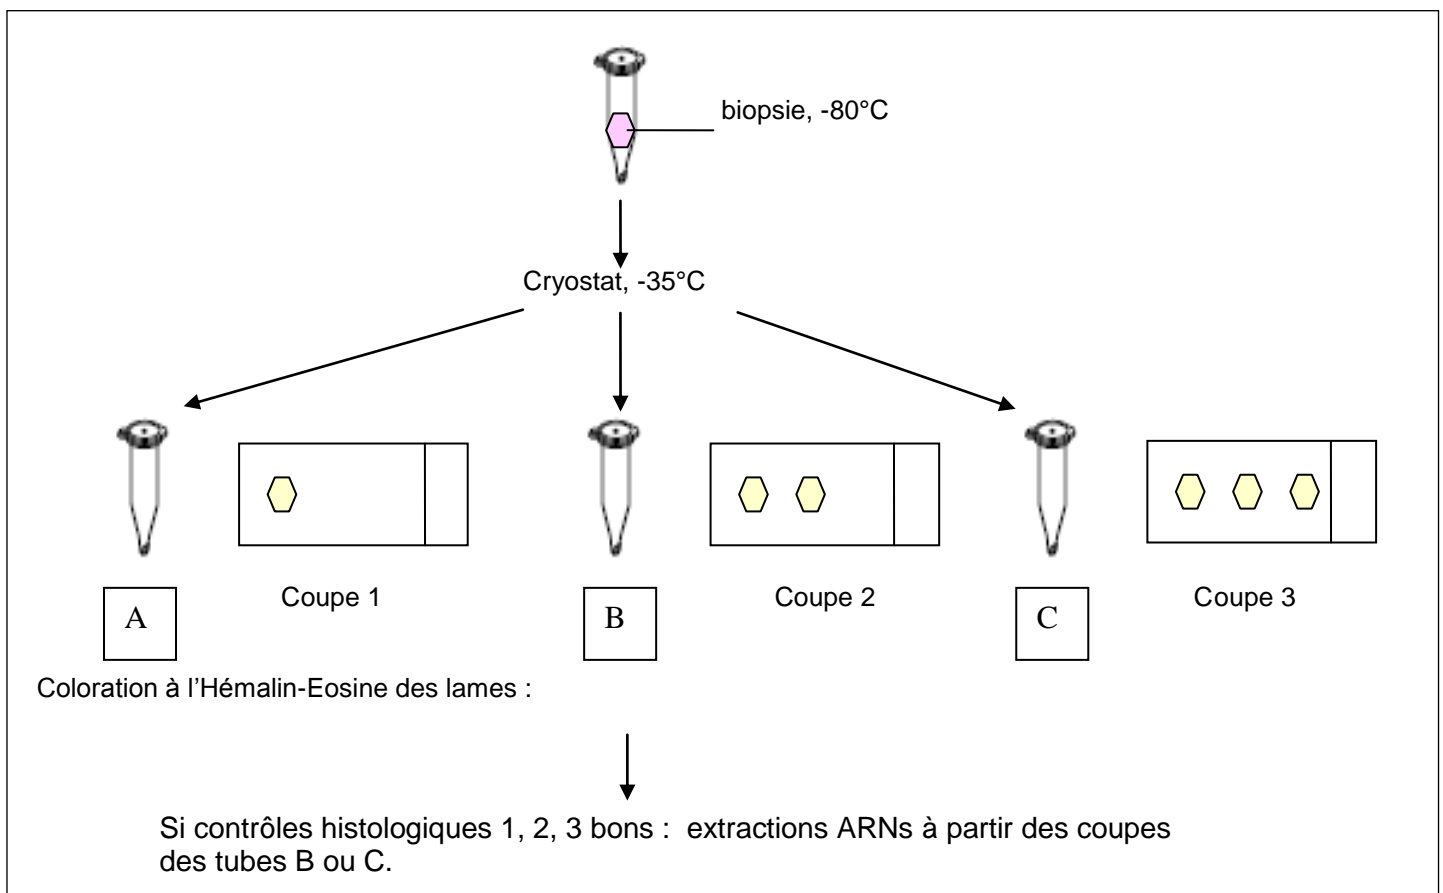 biopsie, -80°C
Cryostat, -35°C
Coupe 1
Coupe 2
Coupe 3
A
B
C
Coloration à l’Hémalin-Eosine des lames :
Si contrôles histologiques 1, 2, 3 bons :  extractions ARNs à partir des coupes
des tubes B ou C.